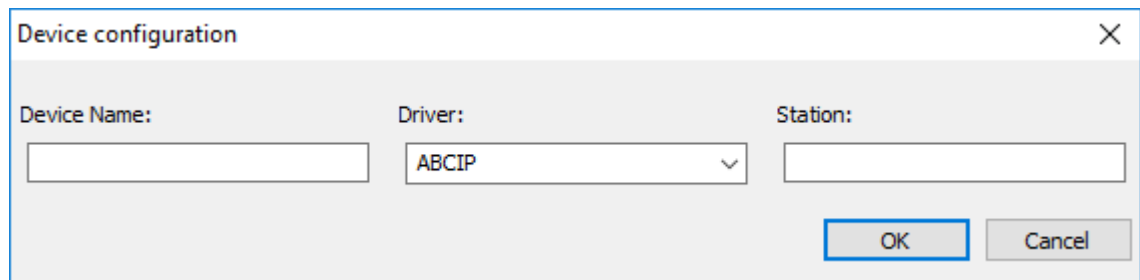 Device configuration
Device Name:
Driver:
Station:
ABCIP
OK
Cancel